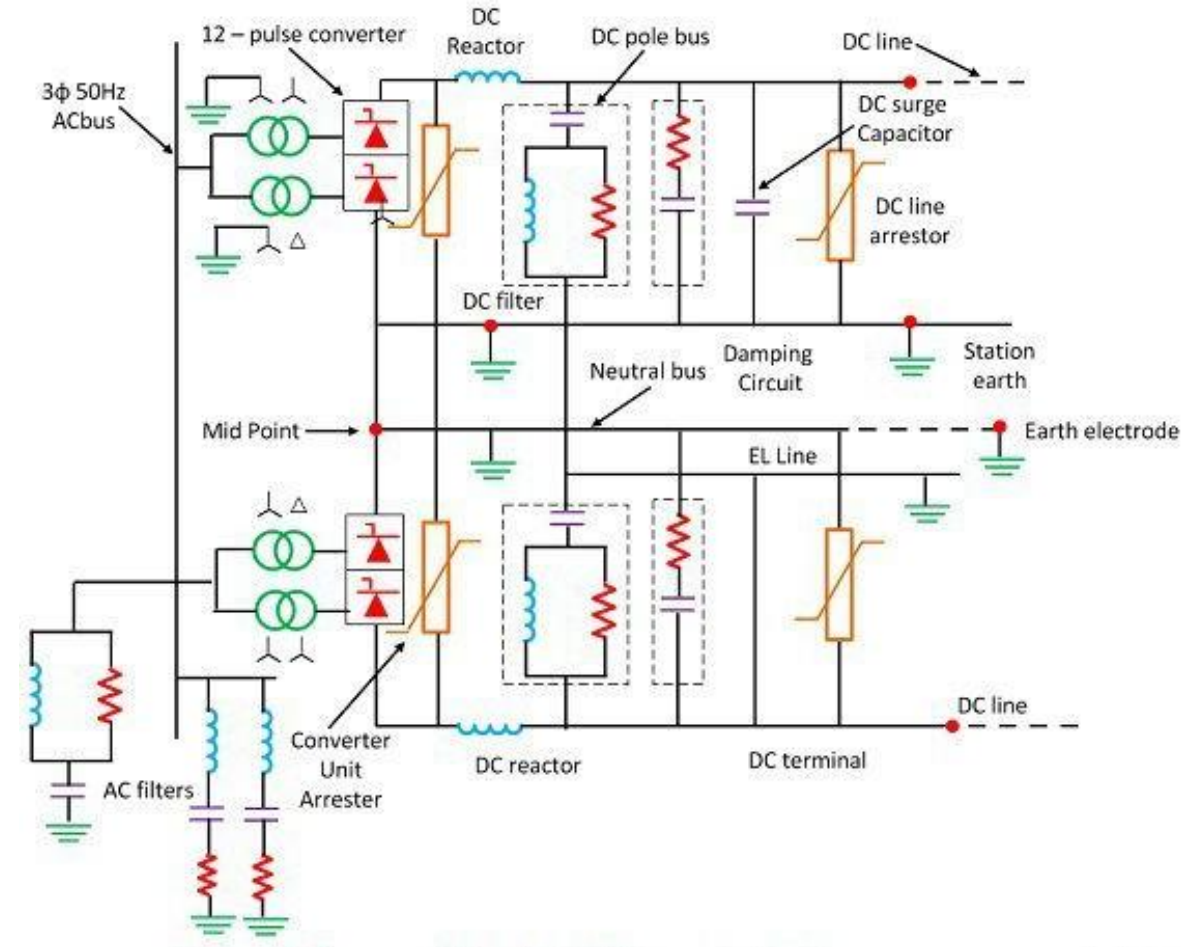 DC
Reactor
12 – pulse converter
DC pole bus
DC line
3ϕ 50Hz
ACbus
DC surge
Capacitor
DC line
arrestor
Δ
DC filter
Damping
Circuit
Station
earth
Neutral bus
Mid Point
Earth electrode
EL Line
Δ
DC line
Converter
Unit
Arrester
DC reactor
DC terminal
AC filters